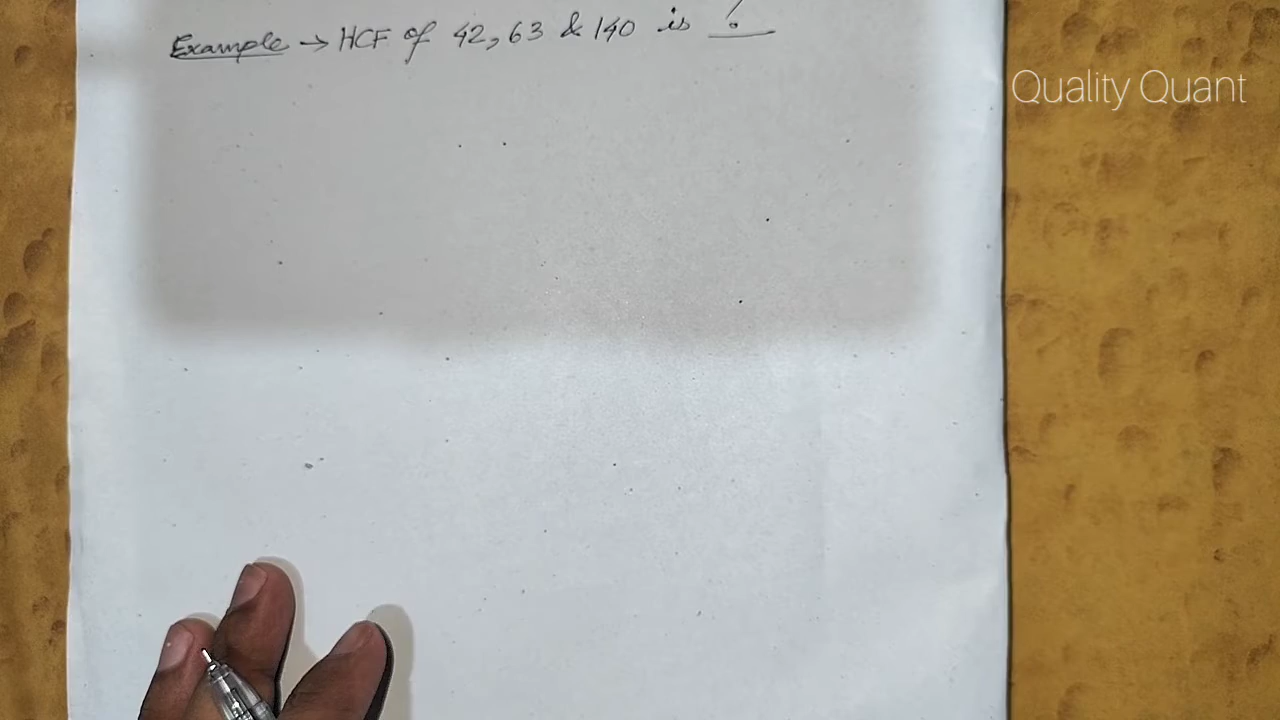 Example → HCF of 42, 63 & 140 is ?
Quality Quant